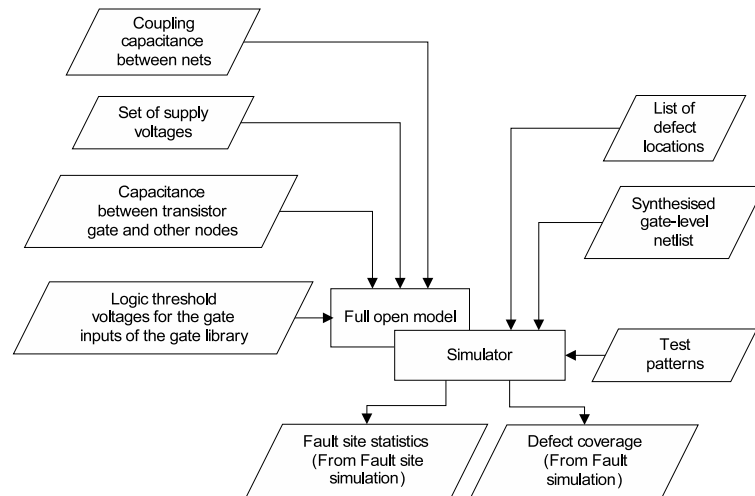 Coupling
capacitance
between nets
Set of supply
voltages
Capacitance
between transistor
gate and other nodes
Logic threshold
voltages for the gate
inputs of the gate library
Full open model
Simulator
List of
defect
locations
Synthesised
gate-level
netlist
Test
patterns
Fault site statistics
(From Fault site
simulation)
Defect coverage
(From Fault
simulation)